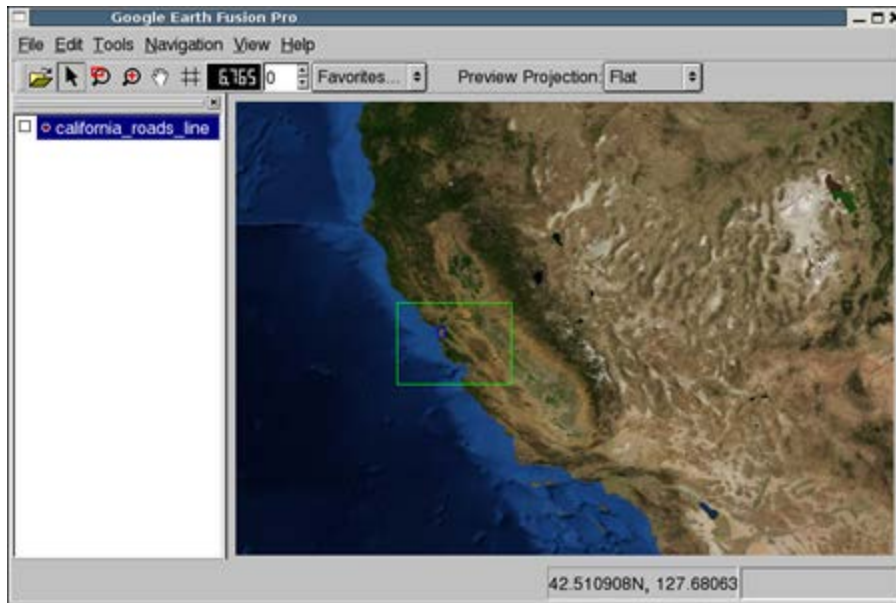 Google Earth Fusion Pro
File Edit Tools Navigation View Help
6.765 0 Favorites... Preview Projection: Flat
california_roads_line
42.510908N, 127.68063